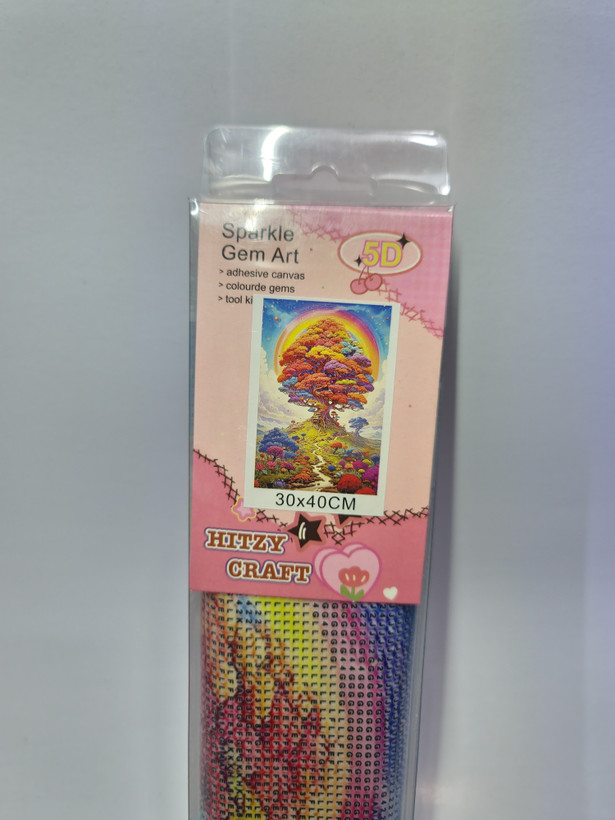 Sparkle
Gem Art
5D
> adhesive canvas
> colourde gems
> tool ki
30x40CM
HITZY
CRAFT